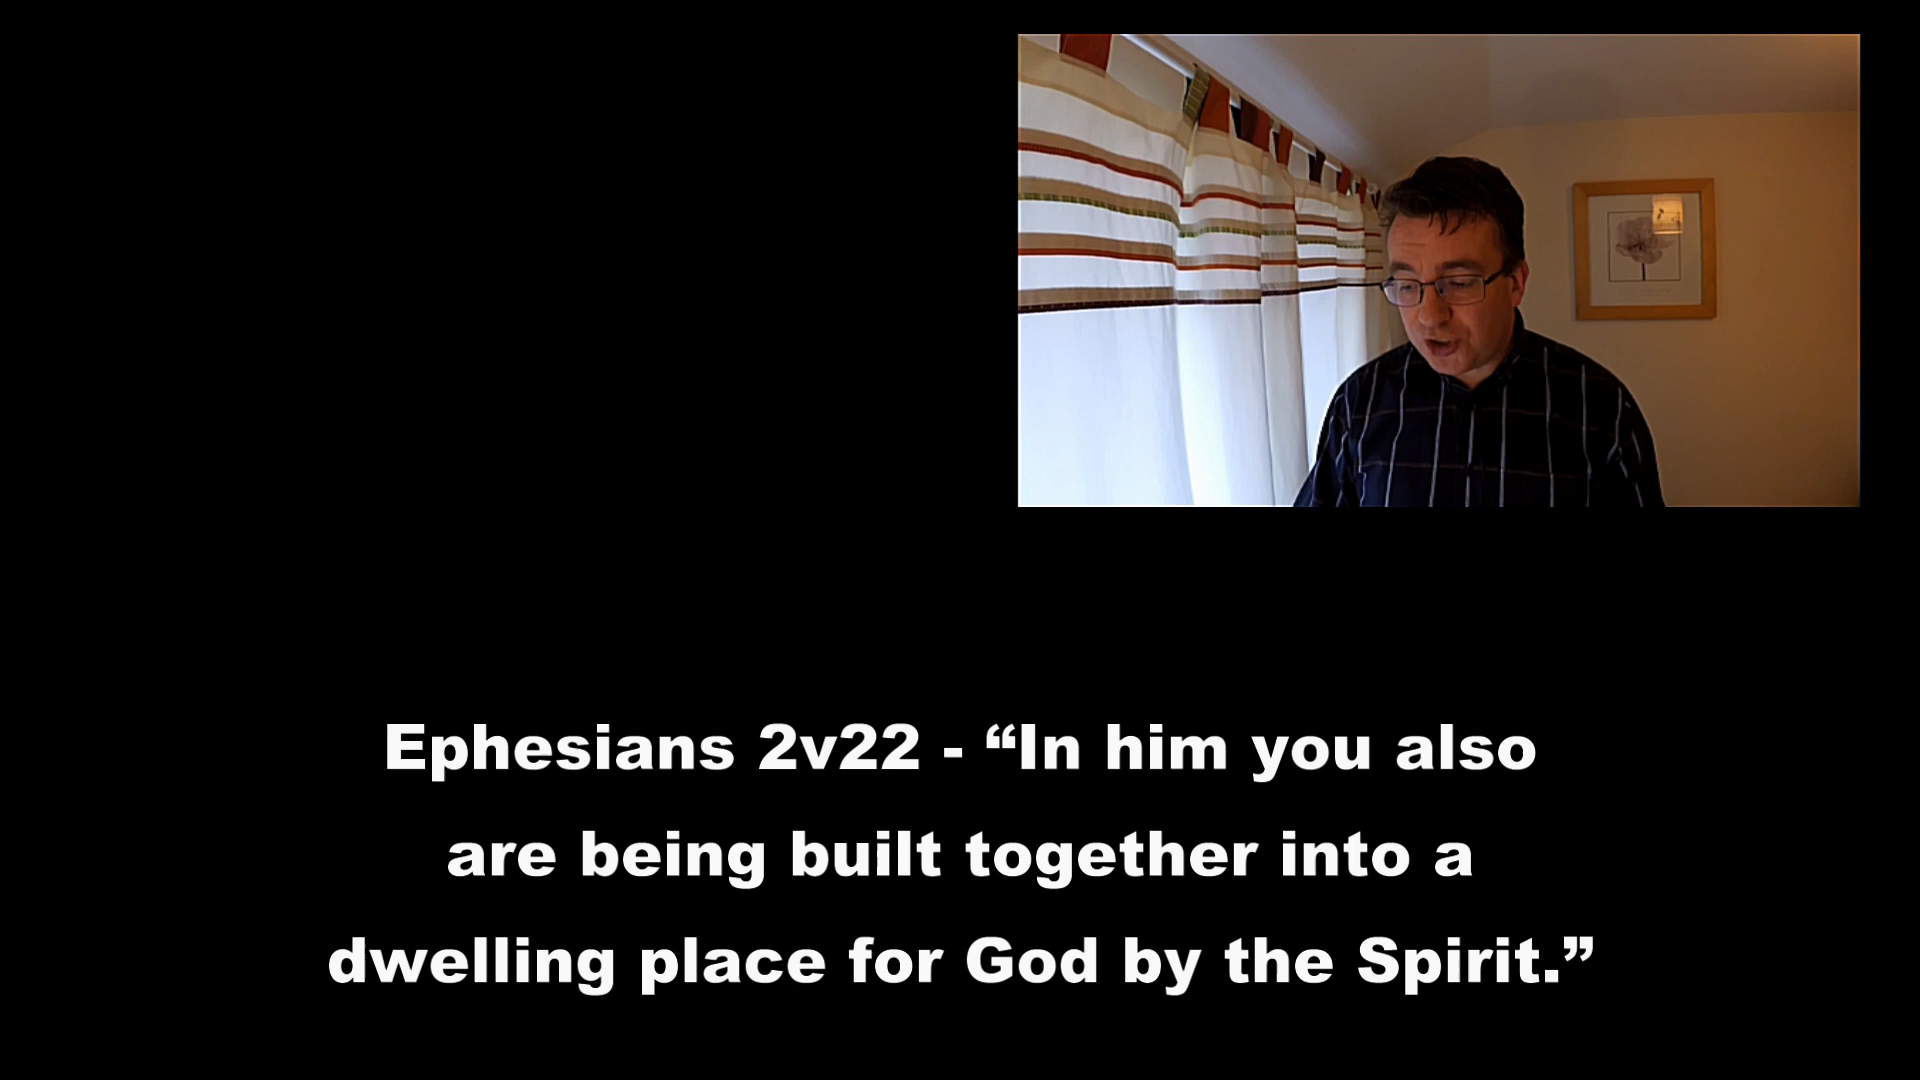 Ephesians 2v22 - “In him you also
are being built together into a
dwelling place for God by the Spirit.”